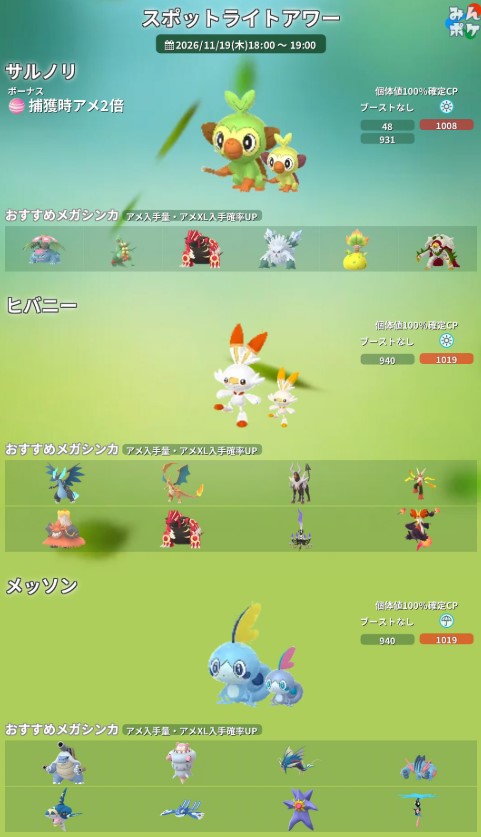 スポットライトアワー
みんポケ
2026/11/19(木)18:00 〜 19:00
サルノリ
ボーナス
捕獲時アメ2倍
個体値100%確定CP
ブーストなし
48
1008
931
おすすめメガシンカ アメ入手量・アメXL入手確率UP
ヒバニー
個体値100%確定CP
ブーストなし
940
1019
おすすめメガシンカ アメ入手量・アメXL入手確率UP
メッソン
個体値100%確定CP
ブーストなし
940
1019
おすすめメガシンカ アメ入手量・アメXL入手確率UP